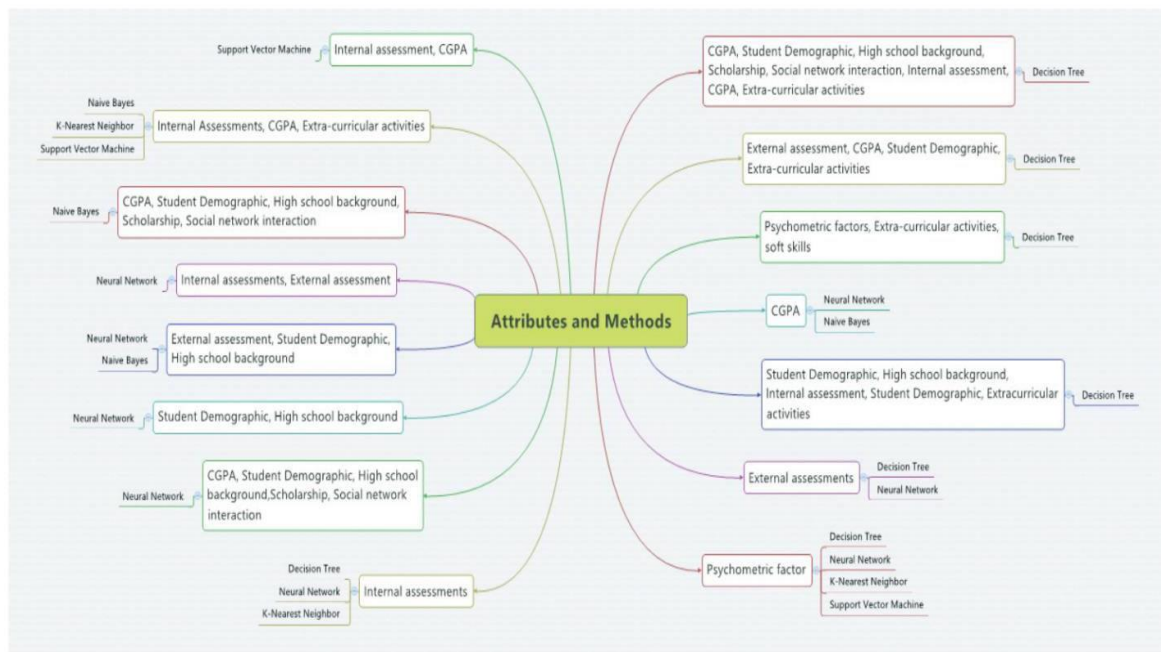 Support Vector Machine
Internal assessment, CGPA
Naive Bayes
K-Nearest Neighbor
Support Vector Machine
Internal Assessments, CGPA, Extra-curricular activities
Naive Bayes
CGPA, Student Demographic, High school background,
Scholarship, Social network interaction
Neural Network
Internal assessments, External assessment
Neural Network
Naive Bayes
External assessment, Student Demographic,
High school background
Neural Network
Student Demographic, High school background
Neural Network
CGPA, Student Demographic, High school
background,Scholarship, Social network
interaction
Decision Tree
Neural Network
K-Nearest Neighbor
Internal assessments
Attributes and Methods
CGPA, Student Demographic, High school background,
Scholarship, Social network interaction, Internal assessment,
CGPA, Extra-curricular activities
Decision Tree
External assessment, CGPA, Student Demographic,
Extra-curricular activities
Decision Tree
Psychometric factors, Extra-curricular activities,
soft skills
Decision Tree
CGPA
Neural Network
Naive Bayes
Student Demographic, High school background,
Internal assessment, Student Demographic, Extracurricular
activities
Decision Tree
External assessments
Decision Tree
Neural Network
Psychometric factor
Decision Tree
Neural Network
K-Nearest Neighbor
Support Vector Machine